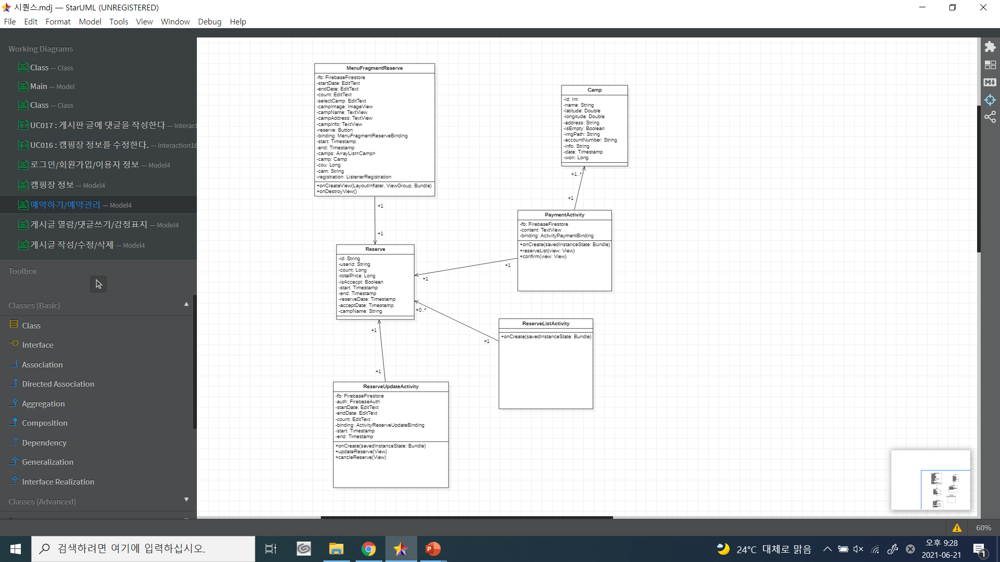 시퀀스.mdj — StarUML (UNREGISTERED)
File Edit Format Model Tools View Window Debug Help
Working Diagrams
Class — Class
Main — Model
Class — Class
UC017 : 게시판 글에 댓글을 작성한다 — Interact
UC016 : 캠핑장 정보를 수정한다. — Interaction16
로그인/회원가입/이용자 정보 — Model4
캠핑장 정보 — Model4
예약하기/예약관리 — Model4
게시글 열람/댓글쓰기/감정표지 — Model4
게시글 작성/수정/삭제 — Model4
Toolbox
Classes (Basic)
Class
Interface
Association
Directed Association
Aggregation
Composition
Dependency
Generalization
Interface Realization
Classes (Advanced)
MenuFragmentReserve
-fb: FirebaseFirestore
-startDate: EditText
-endDate: EditText
-count: EditText
-selectCamp: EditText
-campImage: ImageView
-campName: TextView
-campAddress: TextView
-campInfo: TextView
-reserve: Button
-binding: MenuFragmentReserveBinding
-start: Timestamp
-end: Timestamp
-camps: ArrayList<Camp>
-camp: Camp
-cou: Long
-cam: String
-registration: ListenerRegistration
+onCreateView(LayoutInflater, ViewGroup, Bundle)
+onDestroyView()
+1
+1
Camp
-id: Int
-name: String
-latitude: Double
-longitude: Double
-address: String
-isEmpty: Boolean
-imgPath: String
-accountNumber: String
-info: String
-date: Timestamp
-won: Long
+1..*
+1
PaymentActivity
-fb: FirebaseFirestore
-content: TextView
-binding: ActivityPaymentBinding
+onCreate(savedInstanceState: Bundle)
+reserveList(view: View)
+confirm(view: View)
+1
+1
Reserve
-id: String
-userId: String
-count: Long
-totalPrice: Long
-isAccecpt: Boolean
-start: Timestamp
-end: Timestamp
-reserveDate: Timestamp
-acceptDate: Timestamp
-campName: String
+0..*
+1
ReserveListActivity
+onCreate(savedInstanceState: Bundle)
+1
+1
ReserveUpdateActivity
-fb: FirebaseFirestore
-auth: FirebaseAuth
-startDate: EditText
-endDate: EditText
-count: EditText
-binding: ActivityReserveUpdateBinding
-start: Timestamp
-end: Timestamp
+onCreate(savedInstanceState: Bundle)
+updateReserve(View)
+cancleReserve(View)
60%
검색하려면 여기에 입력하십시오.
24°C 대체로 맑음
오후 9:28
2021-06-21
1